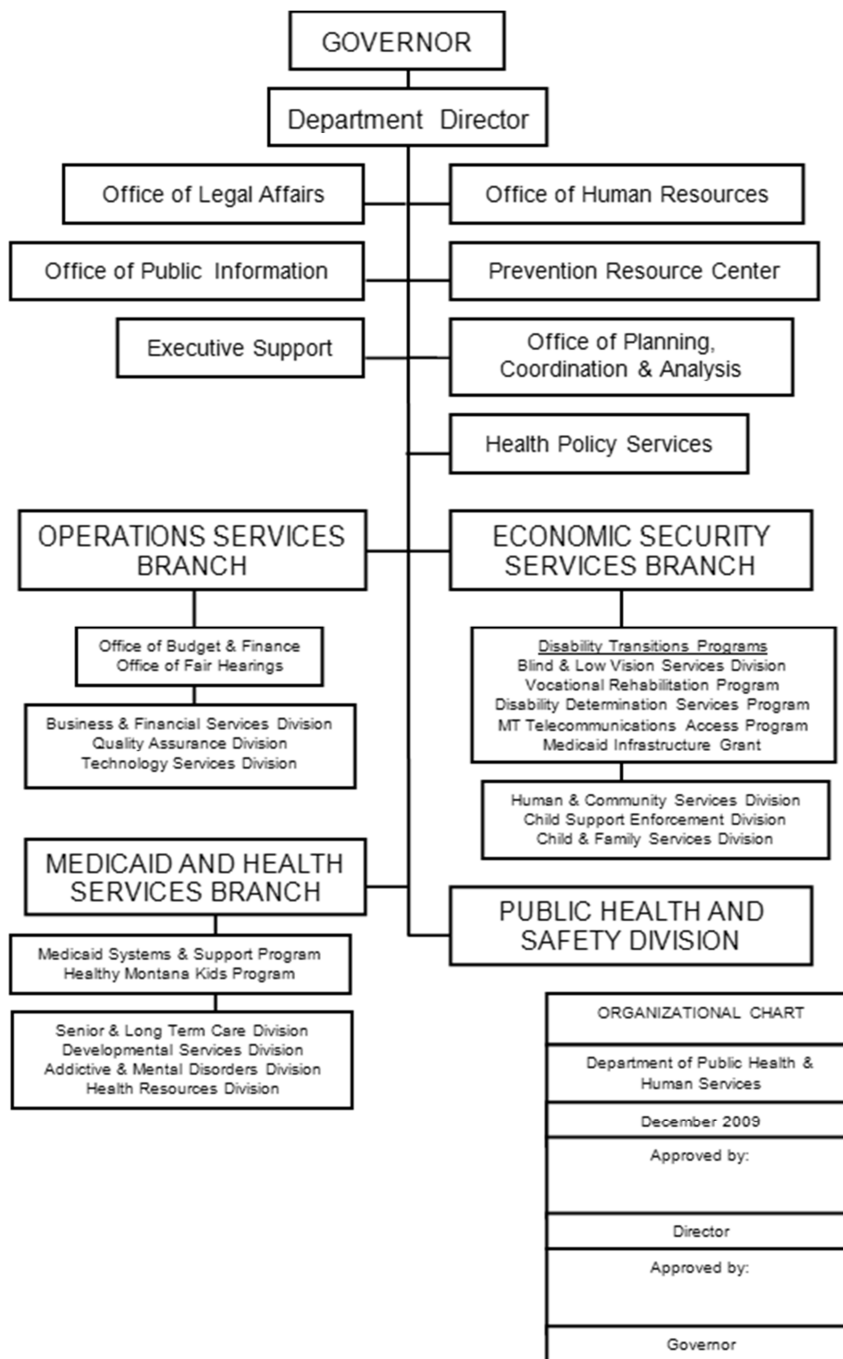 GOVERNOR
Department Director
Office of Legal Affairs
Office of Human Resources
Office of Public Information
Prevention Resource Center
Executive Support
Office of Planning,
Coordination & Analysis
Health Policy Services
OPERATIONS SERVICES
BRANCH
ECONOMIC SECURITY
SERVICES BRANCH
Office of Budget & Finance
Office of Fair Hearings
Business & Financial Services Division
Quality Assurance Division
Technology Services Division
Disability Transitions Programs
Blind & Low Vision Services Division
Vocational Rehabilitation Program
Disability Determination Services Program
MT Telecommunications Access Program
Medicaid Infrastructure Grant
Human & Community Services Division
Child Support Enforcement Division
Child & Family Services Division
MEDICAID AND HEALTH
SERVICES BRANCH
PUBLIC HEALTH AND
SAFETY DIVISION
Medicaid Systems & Support Program
Healthy Montana Kids Program
Senior & Long Term Care Division
Developmental Services Division
Addictive & Mental Disorders Division
Health Resources Division
ORGANIZATIONAL CHART
Department of Public Health &
Human Services
December 2009
Approved by:
Director
Approved by:
Governor